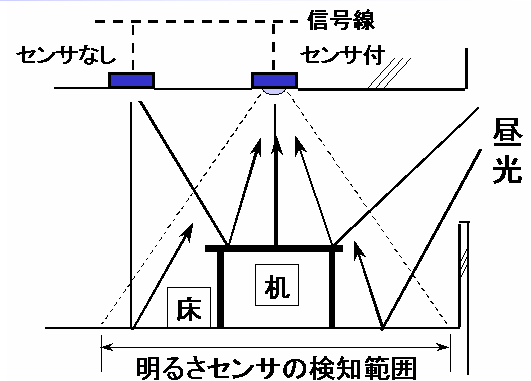 信号線
センサなし
センサ付
昼光
机
床
明るさセンサの検知範囲